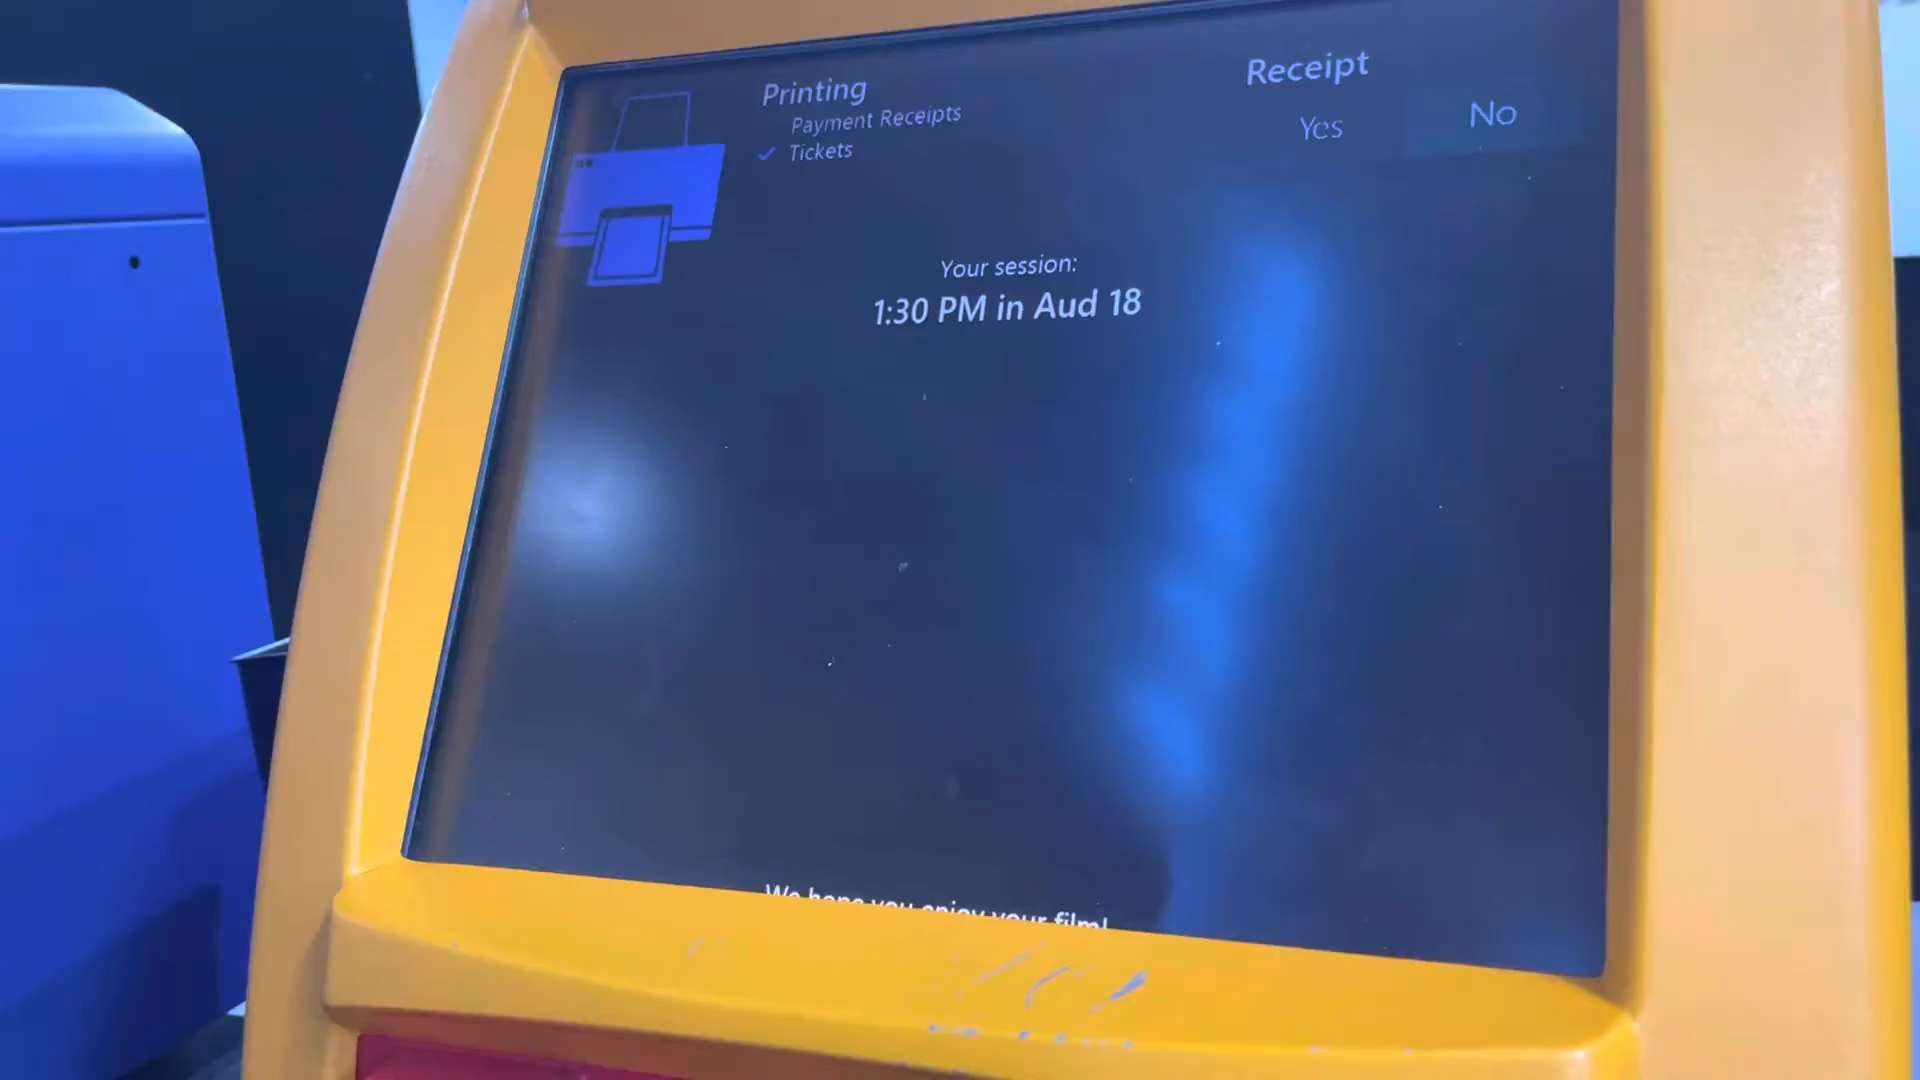 Printing
Payment Receipts
Tickets
Receipt
Yes
No
Your session:
1:30 PM in Aud 18
We hope you enjoy your film!